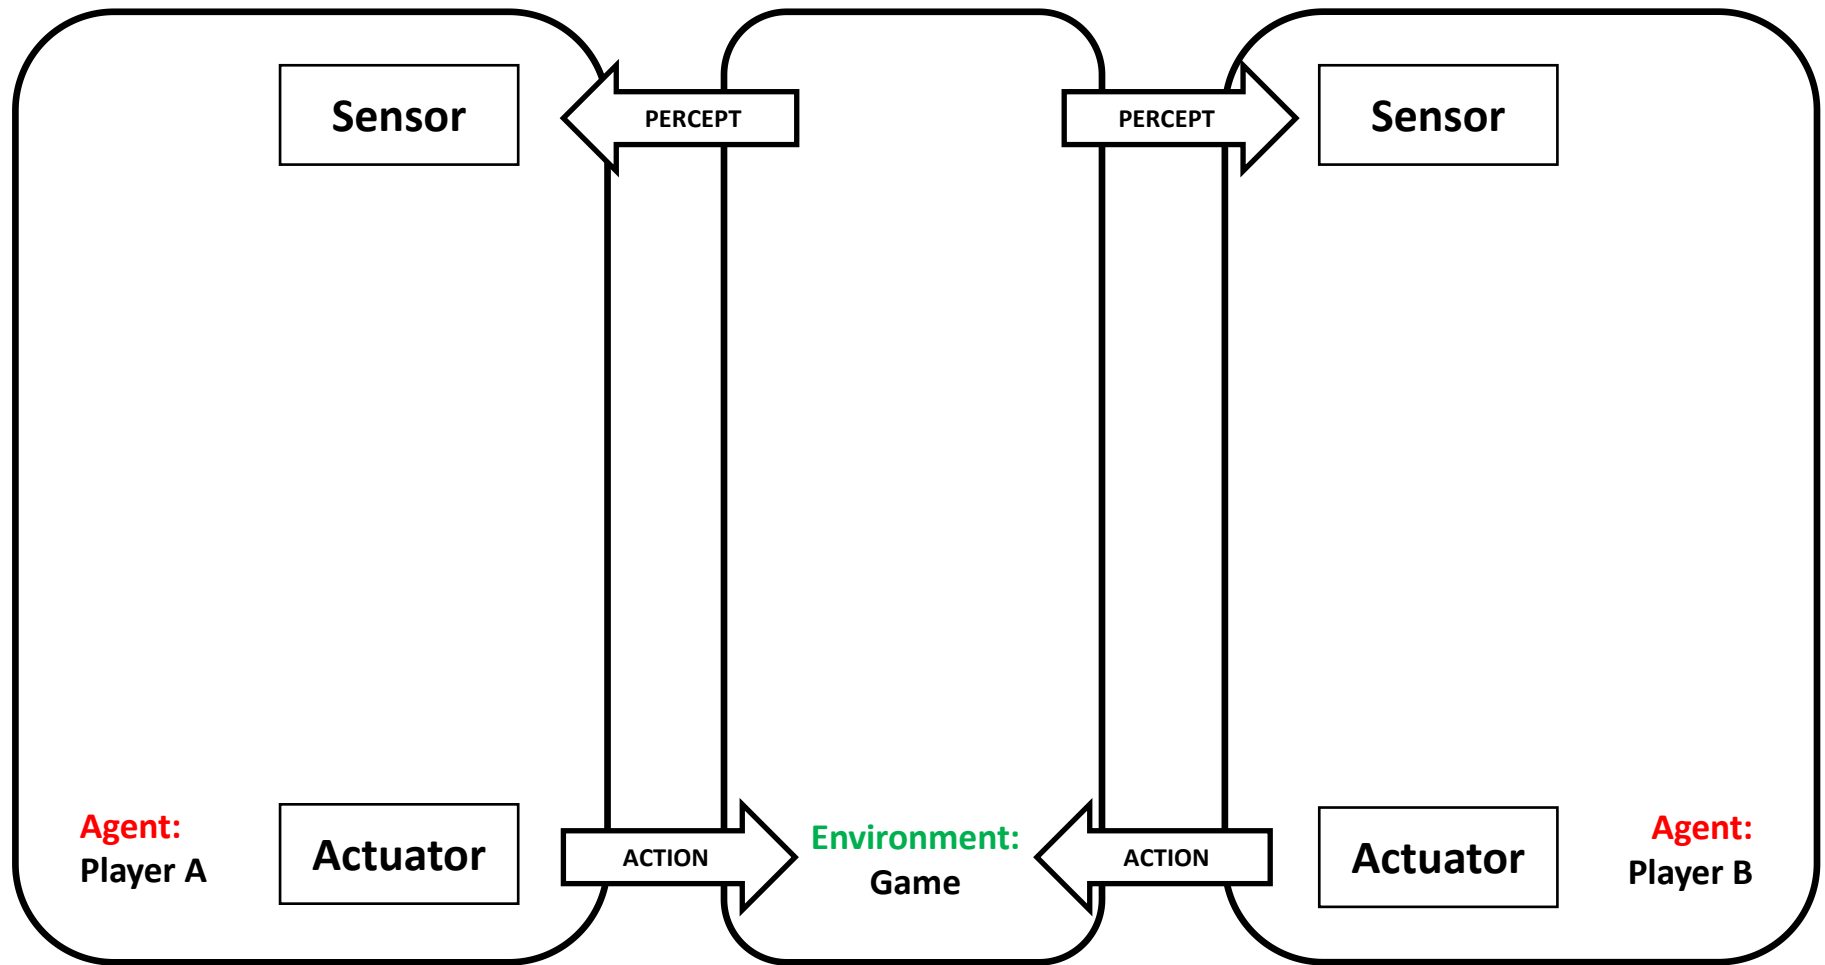 Sensor
PERCEPT
PERCEPT
Sensor
Agent:
Player A
Actuator
ACTION
Environment:
Game
ACTION
Actuator
Agent:
Player B